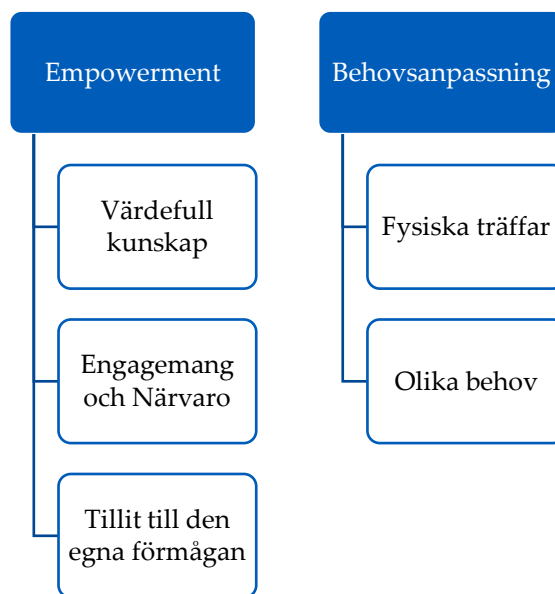 Empowerment
Värdefull
kunskap
Engagemang
och Närvaro
Tillit till den
egna förmågan
Behovsanpassning
Fysiska träffar
Olika behov